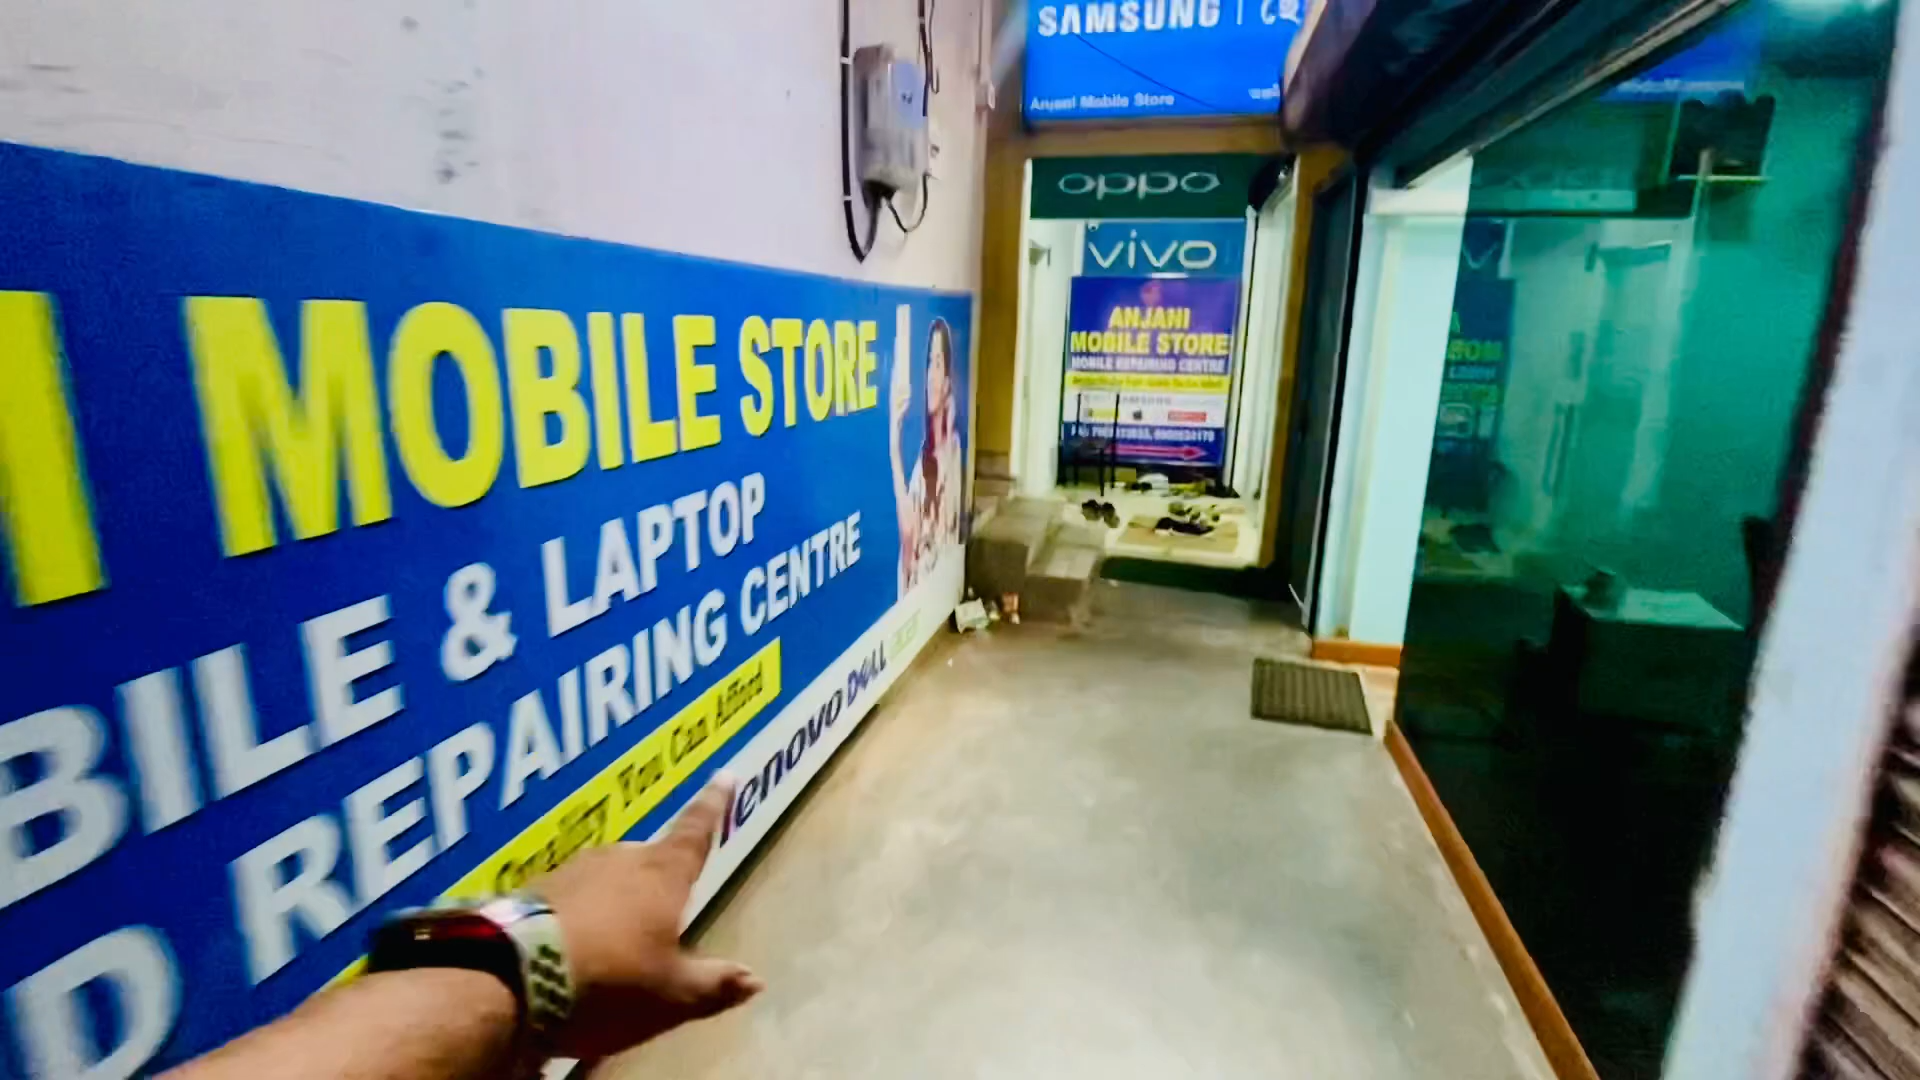 I MOBILE STORE
BILE & LAPTOP
D REPAIRING CENTRE
Quality You Can Afford
lenovo DELL
SAMSUNG
Anjani Mobile Store
oppo
vivo
ANJANI
MOBILE STORE
MOBILE REPAIRING CENTRE
SAMSUNG